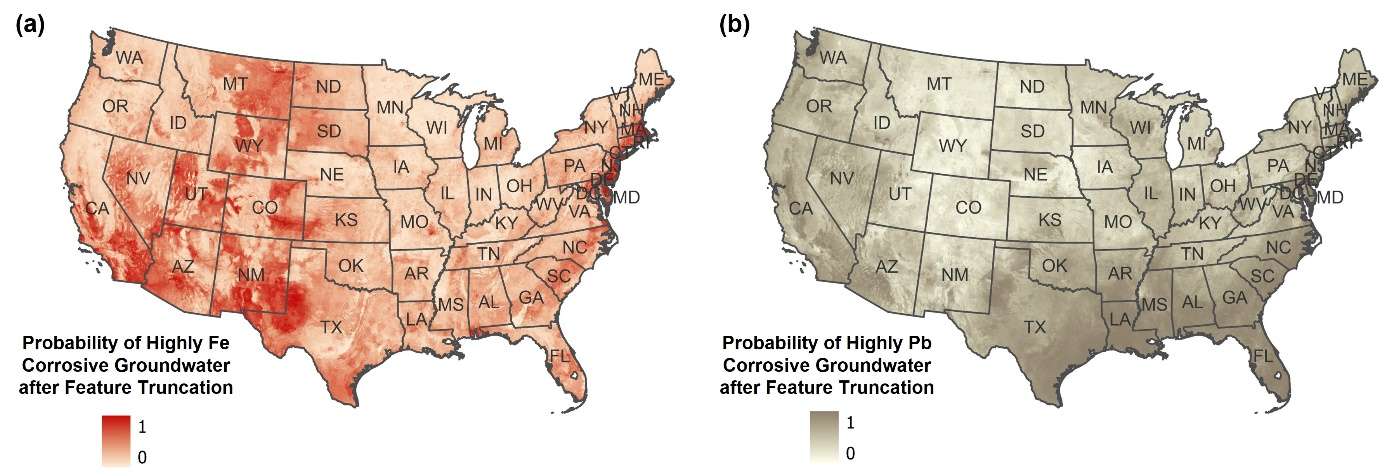 (a)
WA
MT
ND
OR
ID
MN
WI
SD
WY
MI
NY
VT
ME
NH
MA
RI
CT
NJ
PA
DE
MD
DC
NV
UT
CA
CO
NE
IA
IL
IN
OH
WV
VA
KS
MO
KY
AZ
NM
OK
AR
TN
NC
SC
TX
LA
MS
AL
GA
FL
Probability of Highly Fe
Corrosive Groundwater
after Feature Truncation
1
0
(b)
WA
MT
ND
OR
ID
MN
WI
SD
WY
MI
NY
VT
ME
NH
MA
RI
CT
NJ
PA
DE
MD
DC
NV
UT
CA
CO
NE
IA
IL
IN
OH
WV
VA
KS
MO
KY
AZ
NM
OK
AR
TN
NC
SC
TX
LA
MS
AL
GA
FL
Probability of Highly Pb
Corrosive Groundwater
after Feature Truncation
1
0